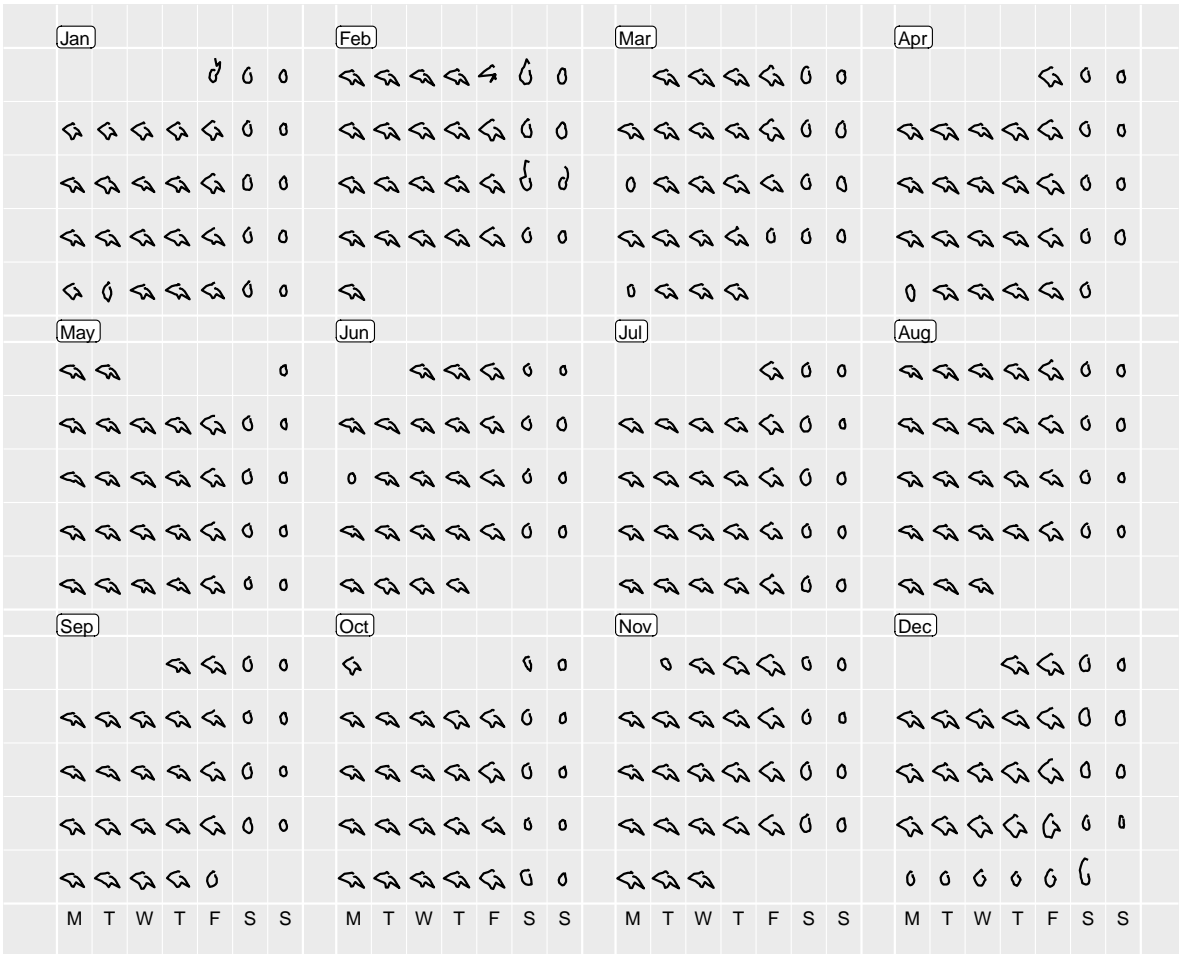 Jan Feb Mar Apr
May Jun Jul Aug
Sep Oct Nov Dec
M T W T F S S M T W T F S S M T W T F S S M T W T F S S